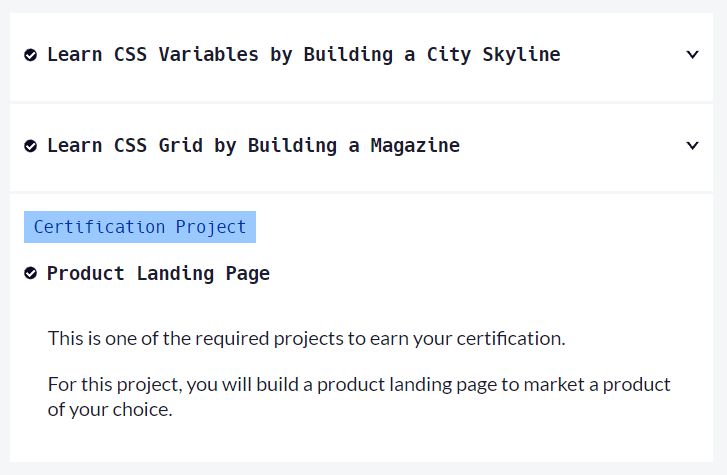 Learn CSS Variables by Building a City Skyline
Learn CSS Grid by Building a Magazine
Certification Project
Product Landing Page
This is one of the required projects to earn your certification.
For this project, you will build a product landing page to market a product
of your choice.